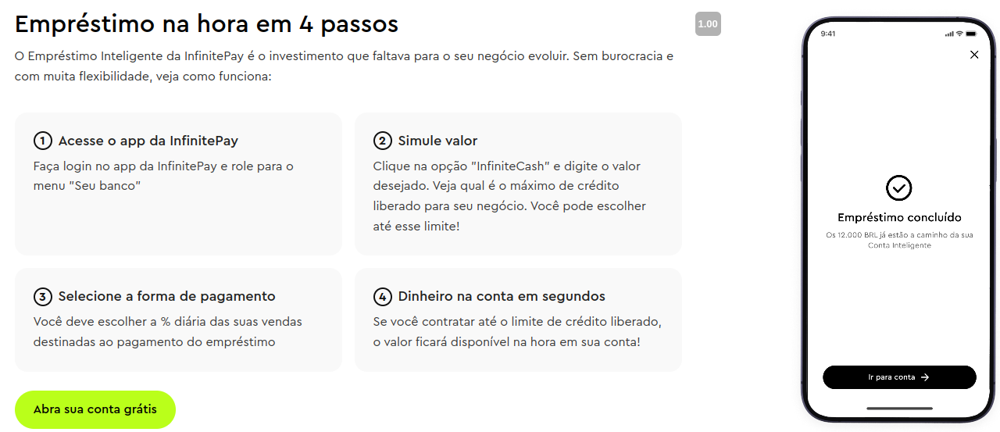 Empréstimo na hora em 4 passos
O Empréstimo Inteligente da InfinitePay é o investimento que faltava para o seu negócio evoluir. Sem burocracia e
com muita flexibilidade, veja como funciona:
1 Acesse o app da InfinitePay
Faça login no app da InfinitePay e role para o
menu "Seu banco"
2 Simule valor
Clique na opção "InfiniteCash" e digite o valor
desejado. Veja qual é o máximo de crédito
liberado para seu negócio. Você pode escolher
até esse limite!
3 Selecione a forma de pagamento
Você deve escolher a % diária das suas vendas
destinadas ao pagamento do empréstimo
4 Dinheiro na conta em segundos
Se você contratar até o limite de crédito liberado,
o valor ficará disponível na hora em sua conta!
Abra sua conta grátis
1.00
9:41
Empréstimo concluído
Os 12.000 BRL já estão a caminho da sua
Conta Inteligente
Ir para conta →